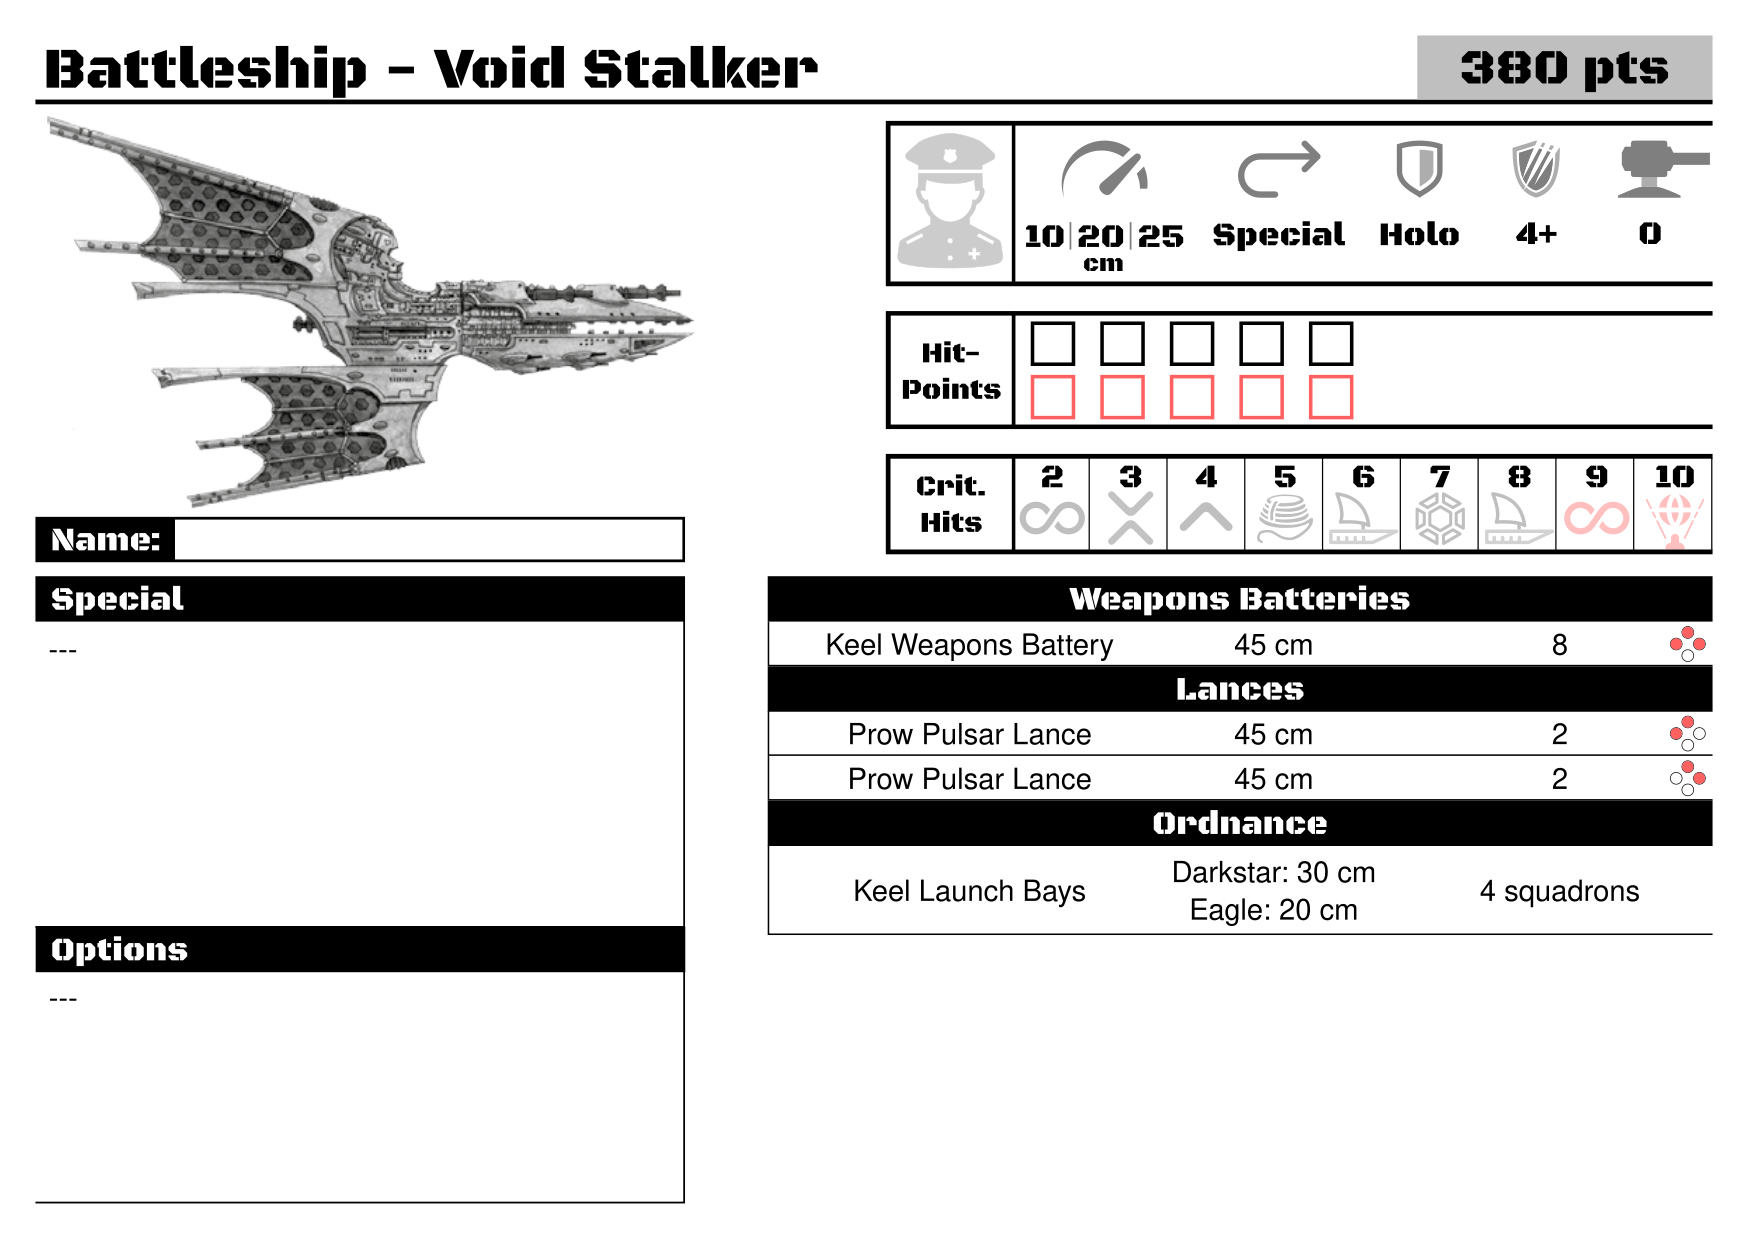 Battleship – Void Stalker
380 pts
10|20|25
cm
Special
Holo
4+
0
Hit-
Points
Crit.
Hits
2 3 4 5 6 7 8 9 10
Name:
Special
---
Options
---
Weapons Batteries
Keel Weapons Battery 45 cm 8
Lances
Prow Pulsar Lance 45 cm 2
Prow Pulsar Lance 45 cm 2
Ordnance
Keel Launch Bays
Darkstar: 30 cm
Eagle: 20 cm
4 squadrons